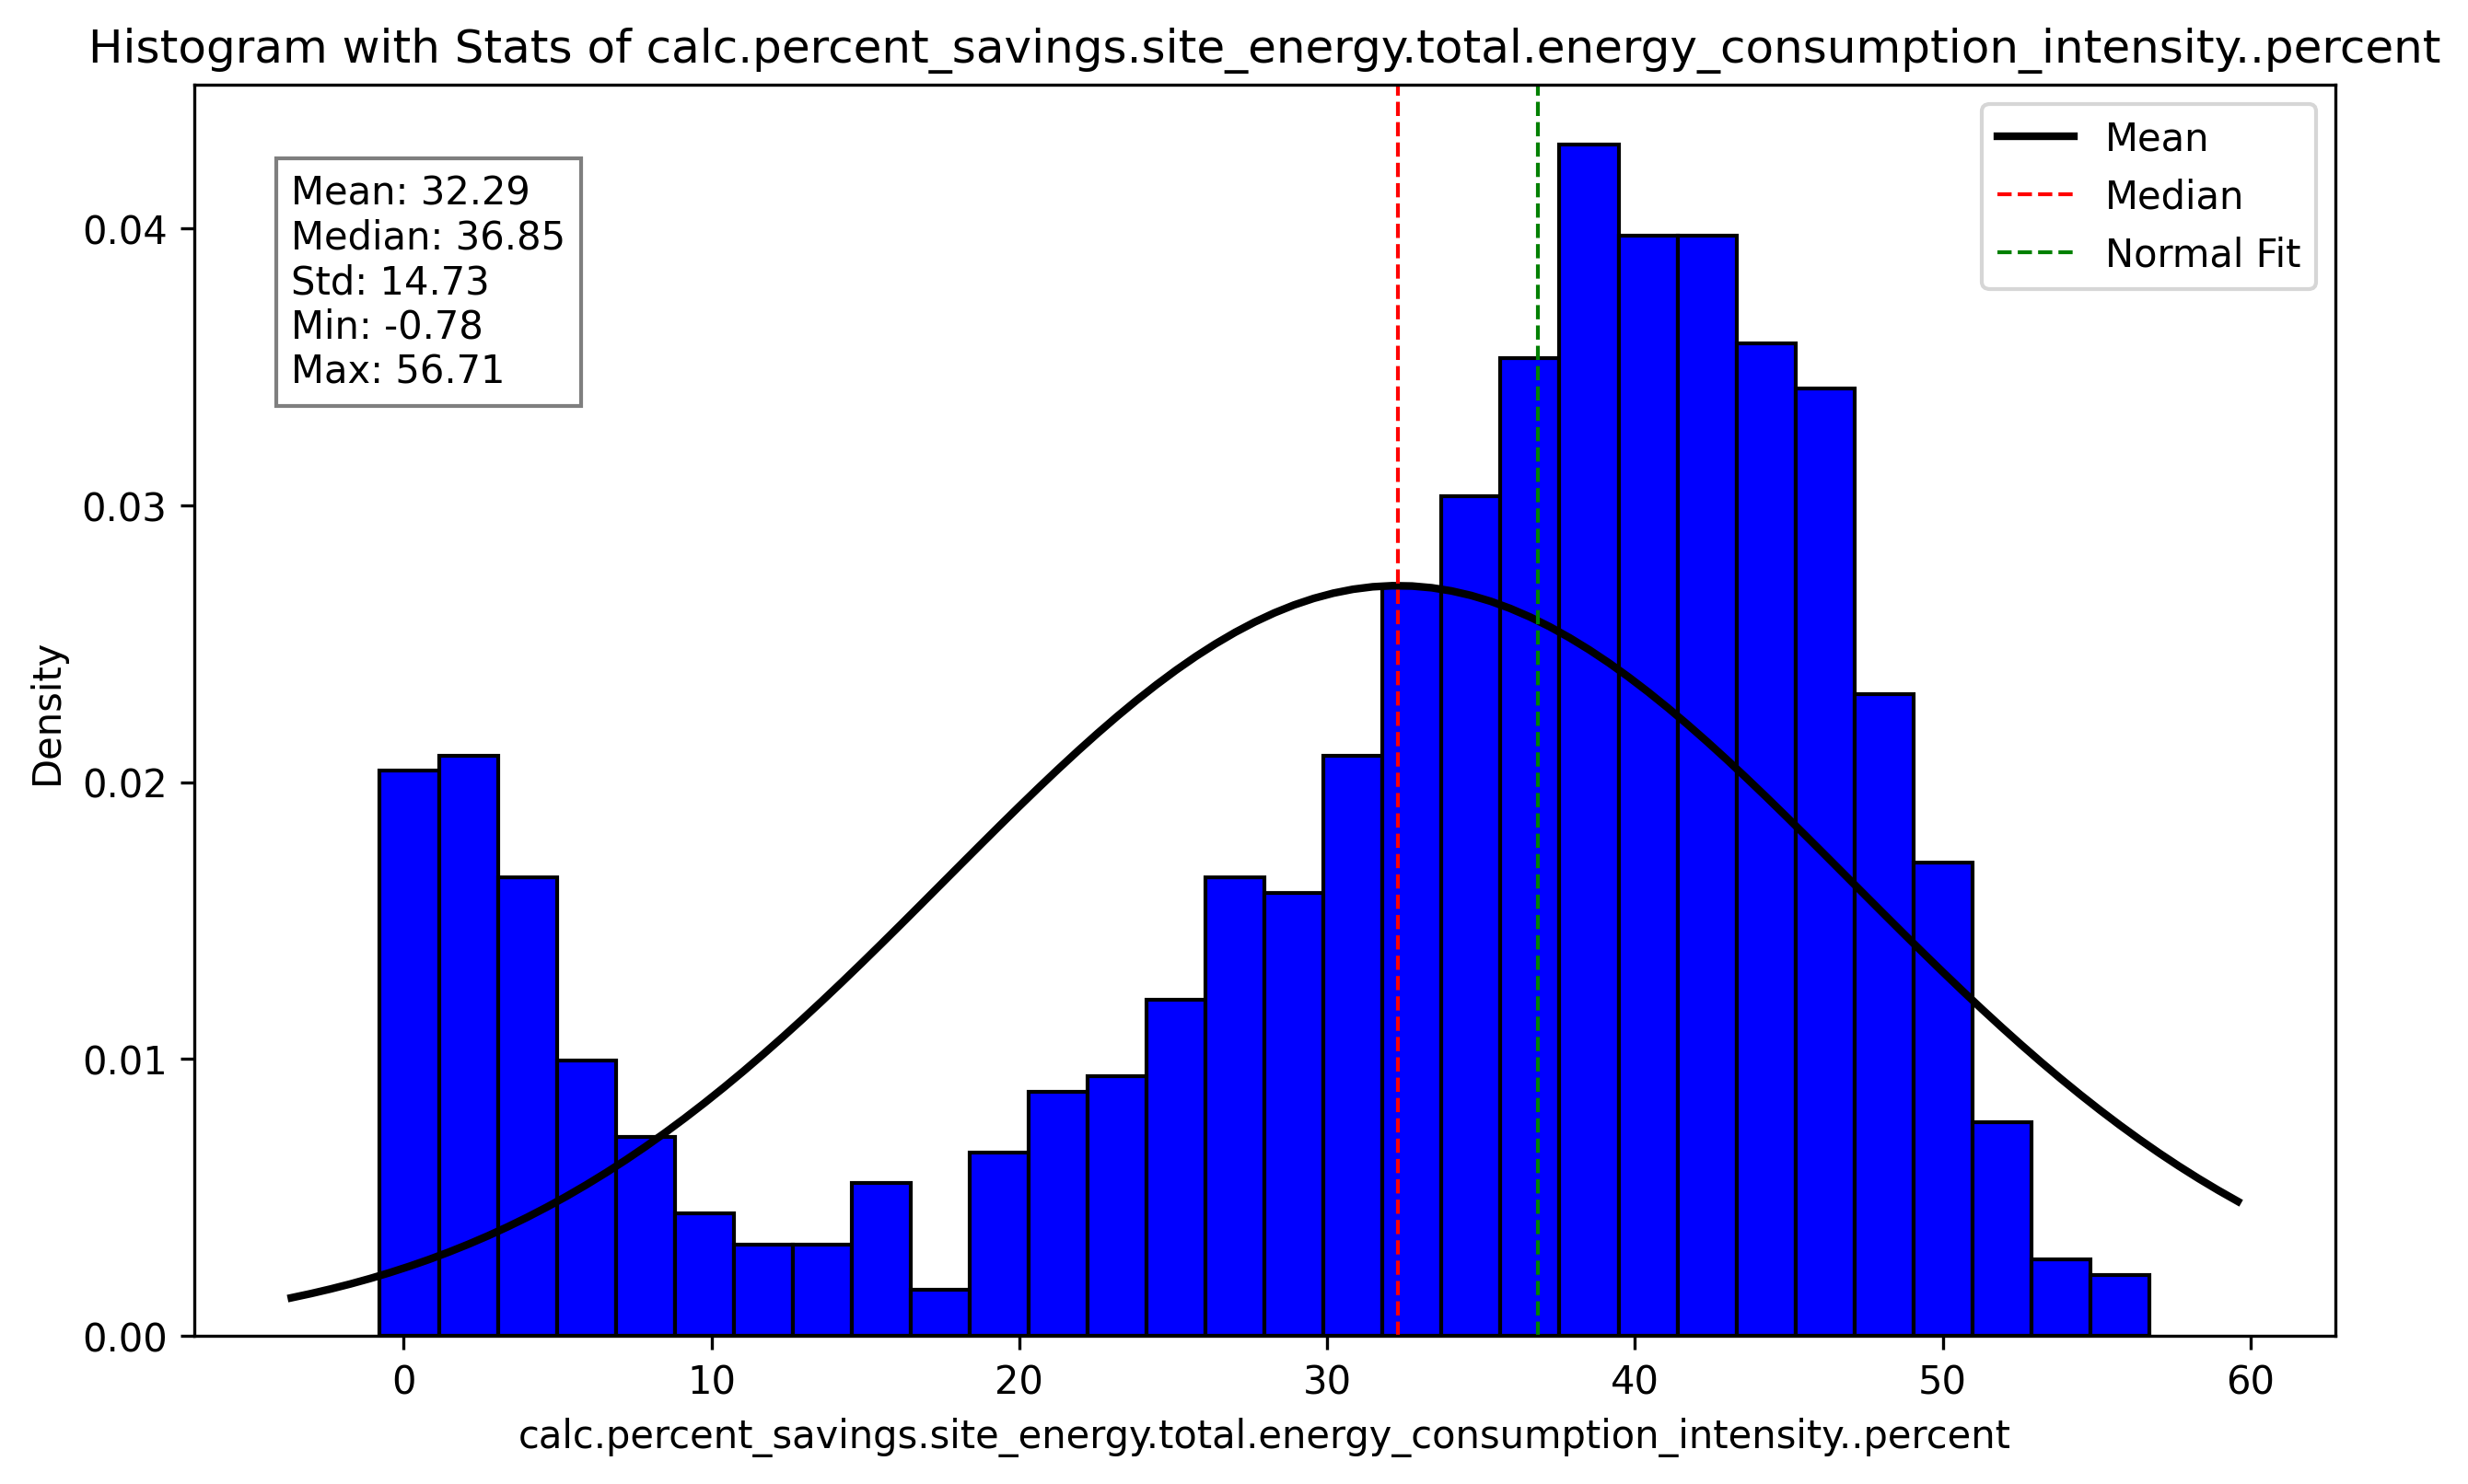 Histogram with Stats of calc.percent_savings.site_energy.total.energy_consumption_intensity..percent
Mean: 32.29
Median: 36.85
Std: 14.73
Min: -0.78
Max: 56.71
Mean
Median
Normal Fit
0.04
0.03
0.02
0.01
0.00
Density
0 10 20 30 40 50 60
calc.percent_savings.site_energy.total.energy_consumption_intensity..percent